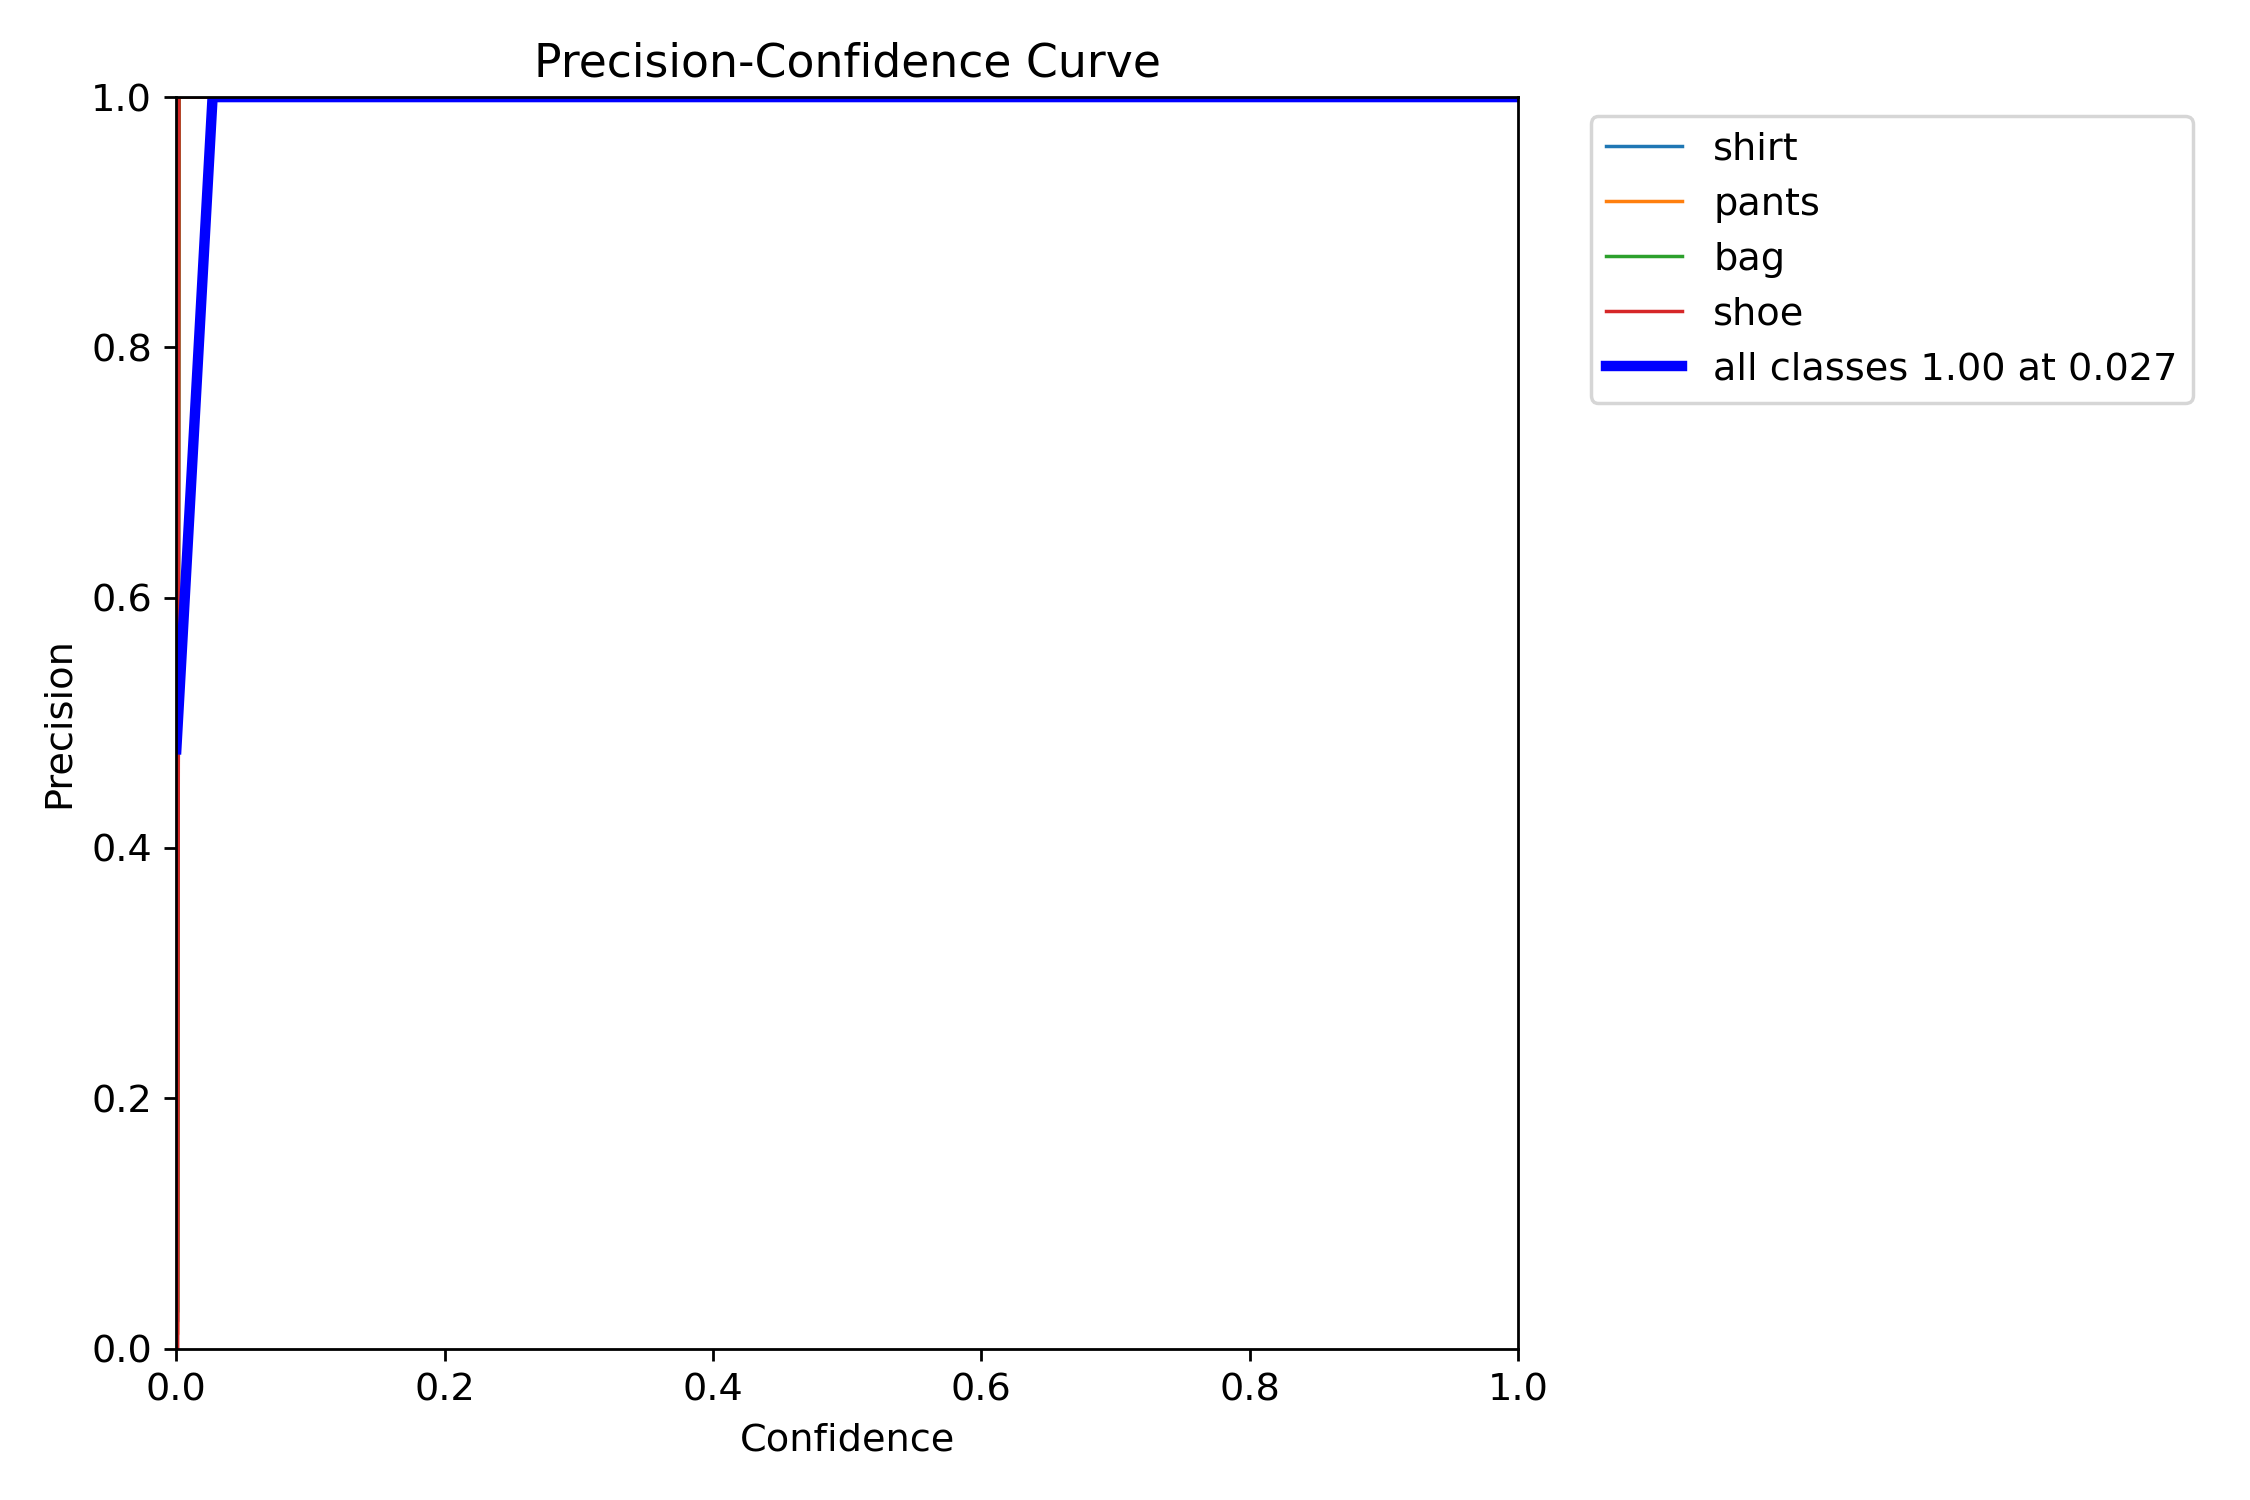 Precision-Confidence Curve
1.0
0.8
0.6
0.4
0.2
0.0
Precision
0.0 0.2 0.4 0.6 0.8 1.0
Confidence
shirt
pants
bag
shoe
all classes 1.00 at 0.027